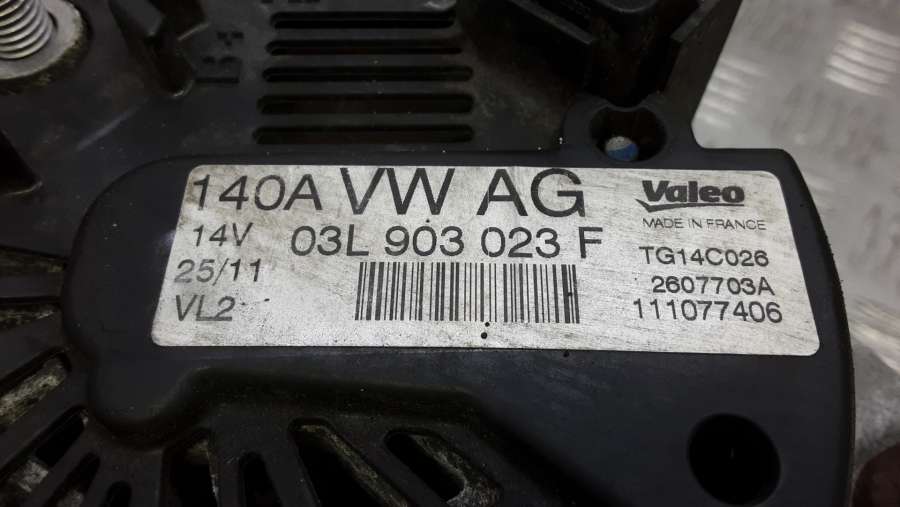 140A VW AG
14V 03L 903 023 F
25/11
VL2
Valeo
MADE IN FRANCE
TG14C026
2607703A
111077406